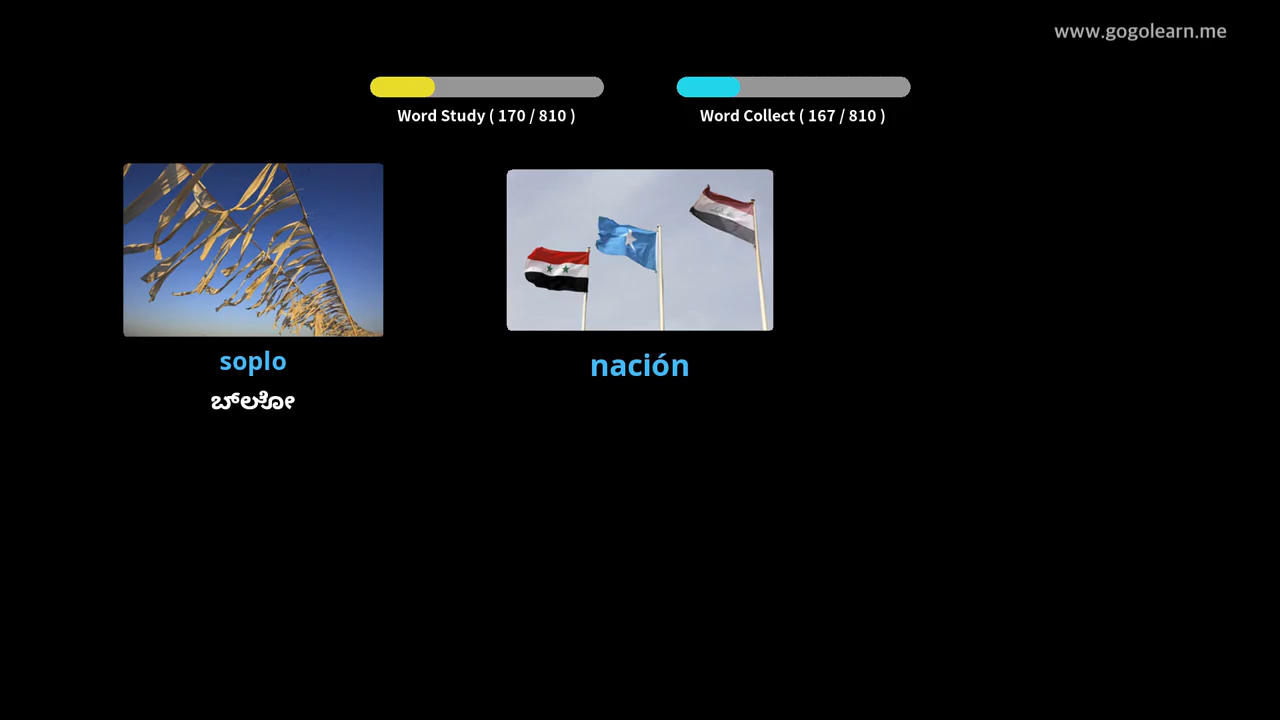 www.gogolearn.me
Word Study ( 170 / 810 )
Word Collect ( 167 / 810 )
soplo
ಬ್‌ಲೋ
nación